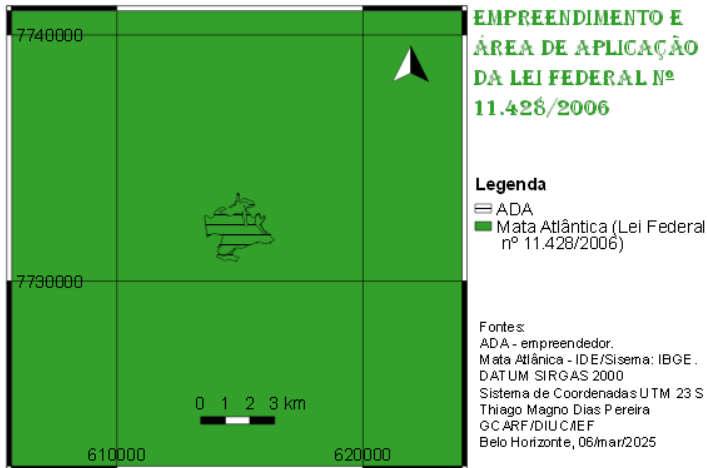 EMPREENDIMENTO E
ÁREA DE APLICAÇÃO
DA LEI FEDERAL Nº
11.428/2006
7740000
7730000
610000
620000
0 1 2 3 km
Legenda
ADA
Mata Atlântica (Lei Federal
nº 11.428/2006)
Fontes:
ADA - empreendedor.
Mata Atlânica - IDE/Sisema: IBGE.
DATUM SIRGAS 2000
Sistema de Coordenadas UTM 23 S
Thiago Magno Dias Pereira
GCARF/DIUC/IEF
Belo Horizonte, 06/mar/2025